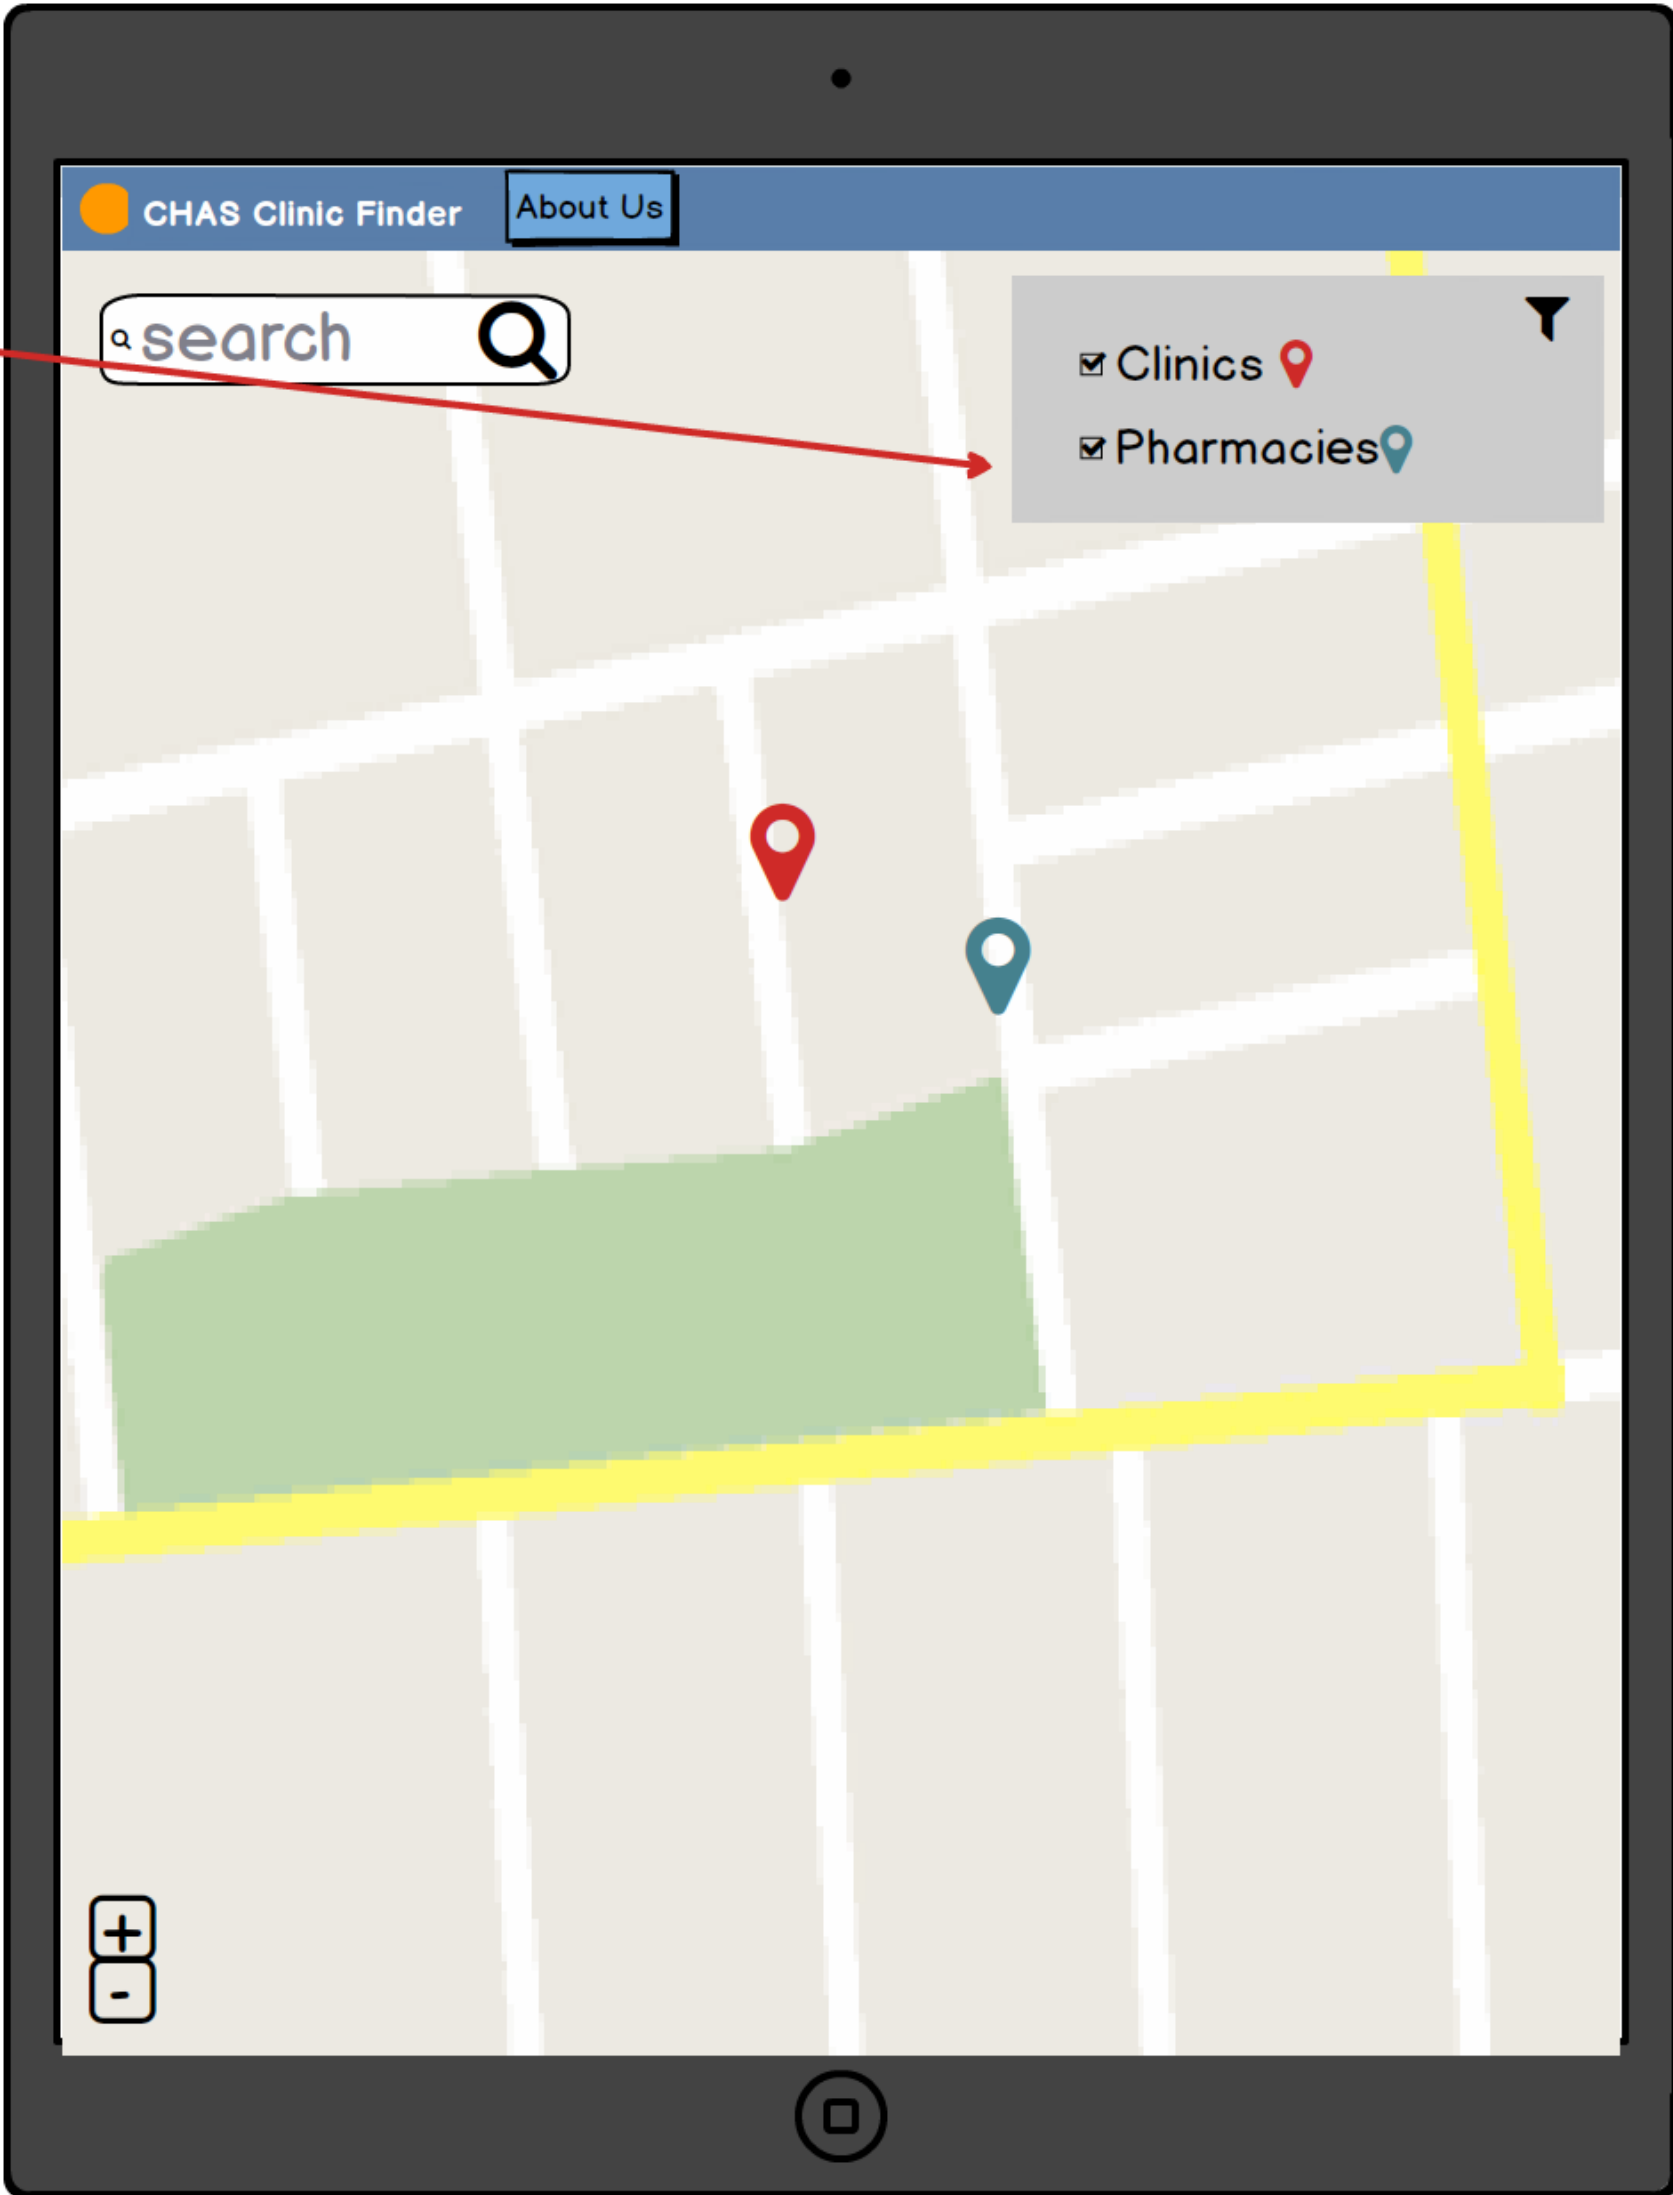 CHAS Clinic Finder
About Us
search
Clinics
Pharmacies
+
-